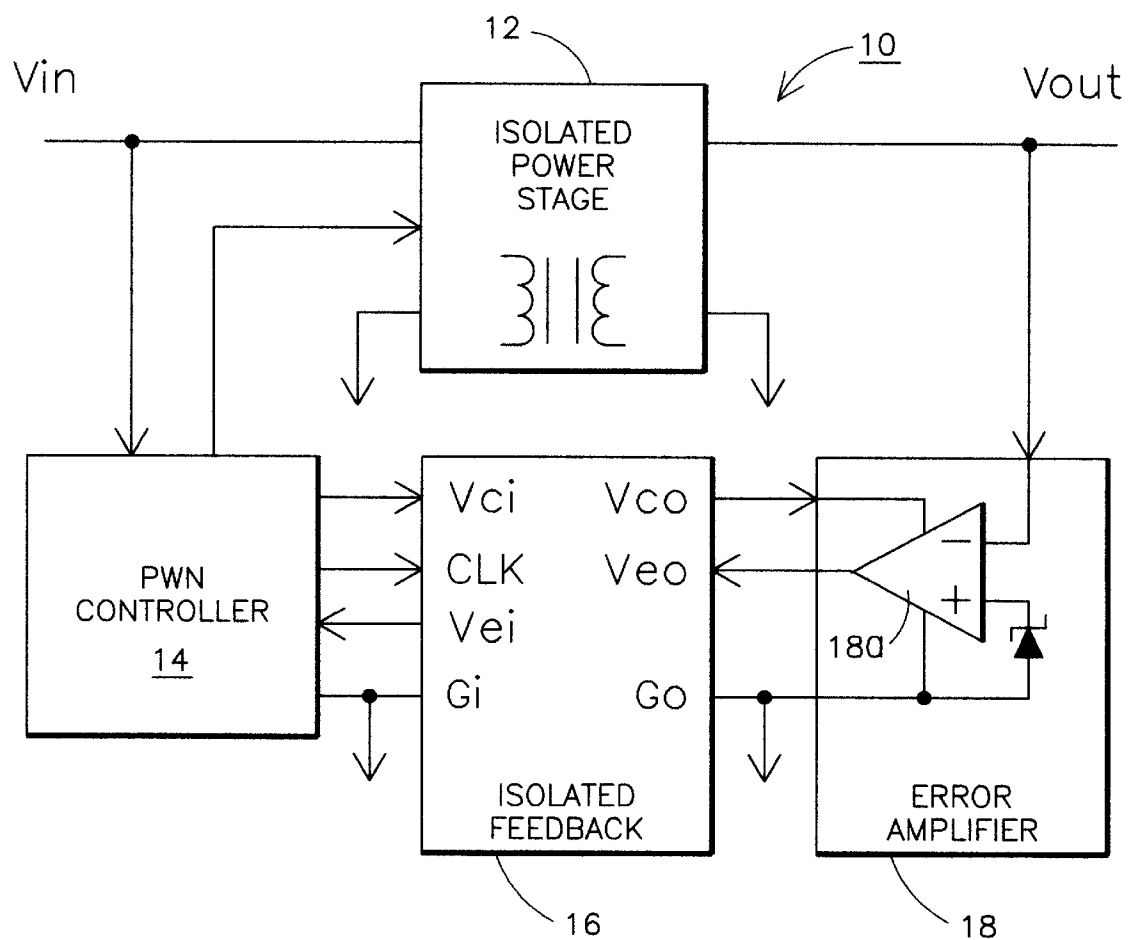 12
10
Vin
Vout
ISOLATED
POWER
STAGE
Vci
Vco
CLK
Veo
Vei
Gi
Go
PWN
CONTROLLER
14
−
+
18a
ISOLATED
FEEDBACK
ERROR
AMPLIFIER
16
18